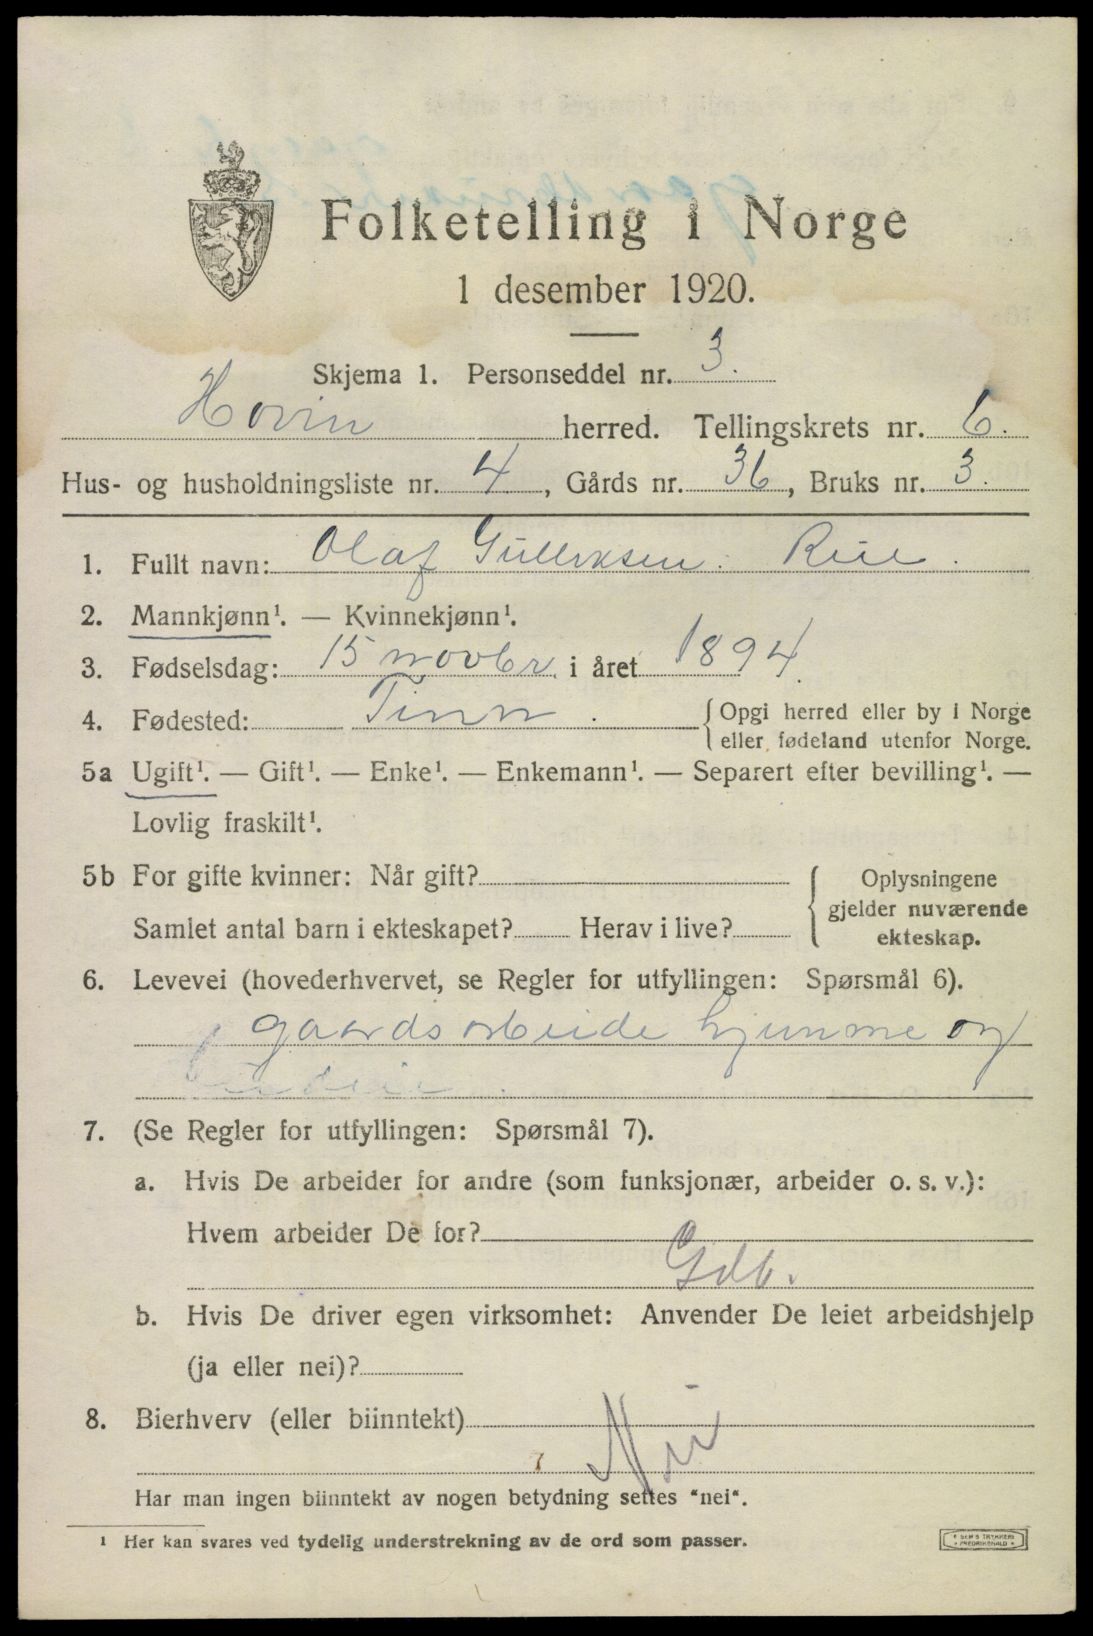 Folketelling i Norge
1 desember 1920.
Skjema 1. Personseddel nr. 3.
Hovin herred. Tellingskrets nr. 6.
Hus- og husholdningsliste nr. 4, Gårds nr. 36, Bruks nr. 3.
1. Fullt navn: Olaf Gulleksen. Rue.
2. Mannkjønn¹. — Kvinnekjønn¹.
3. Fødselsdag: 15 novbr. i året 1894.
4. Fødested: Tinn. { Opgi herred eller by i Norge
eller fødeland utenfor Norge.
5a Ugift¹. — Gift¹. — Enke¹. — Enkemann¹. — Separert efter bevilling¹. —
Lovlig fraskilt¹.
5b For gifte kvinner: Når gift? { Oplysningene
gjelder nuværende
Samlet antal barn i ekteskapet? Herav i live? ekteskap.
6. Levevei (hovederhvervet, se Regler for utfyllingen: Spørsmål 6).
gaardsarbeide hjemme og
7. (Se Regler for utfyllingen: Spørsmål 7).
a. Hvis De arbeider for andre (som funksjonær, arbeider o. s. v.):
Hvem arbeider De for?
Gdb.
b. Hvis De driver egen virksomhet: Anvender De leiet arbeidshjelp
(ja eller nei)?
8. Bierhverv (eller biinntekt)
Nei
Har man ingen biinntekt av nogen betydning settes "nei".
¹ Her kan svares ved tydelig understrekning av de ord som passer.